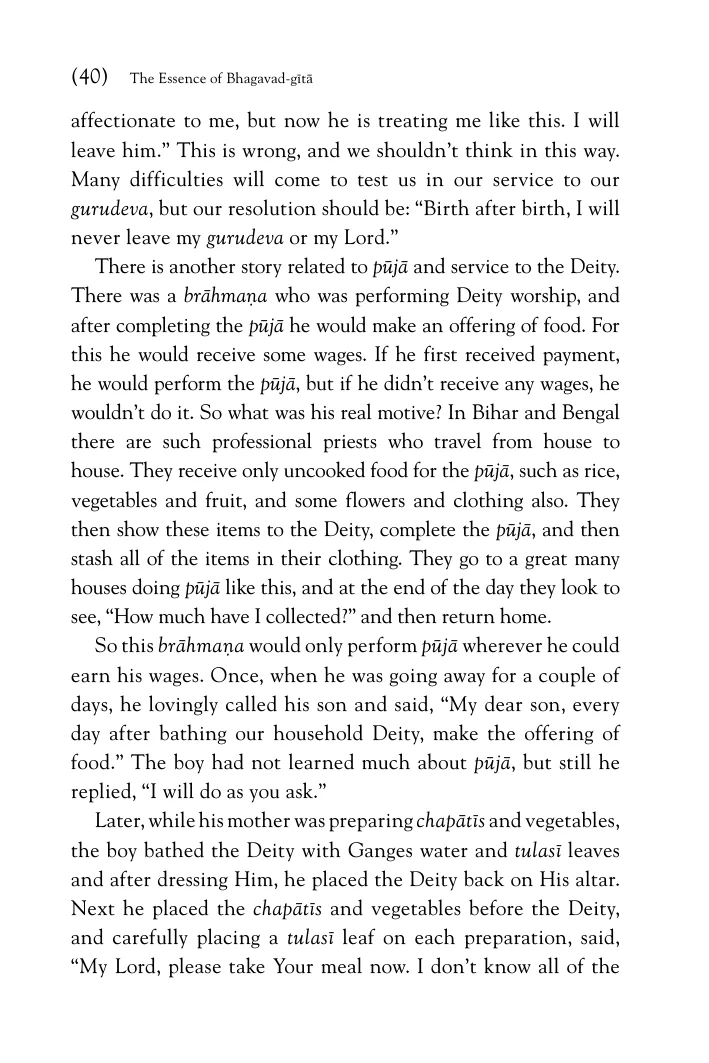 (40) The Essence of Bhagavad-gītā
affectionate to me, but now he is treating me like this. I will
leave him.” This is wrong, and we shouldn’t think in this way.
Many difficulties will come to test us in our service to our
gurudeva, but our resolution should be: “Birth after birth, I will
never leave my gurudeva or my Lord.”
There is another story related to pūjā and service to the Deity.
There was a brāhmaṇa who was performing Deity worship, and
after completing the pūjā he would make an offering of food. For
this he would receive some wages. If he first received payment,
he would perform the pūjā, but if he didn’t receive any wages, he
wouldn’t do it. So what was his real motive? In Bihar and Bengal
there are such professional priests who travel from house to
house. They receive only uncooked food for the pūjā, such as rice,
vegetables and fruit, and some flowers and clothing also. They
then show these items to the Deity, complete the pūjā, and then
stash all of the items in their clothing. They go to a great many
houses doing pūjā like this, and at the end of the day they look to
see, “How much have I collected?” and then return home.
So this brāhmaṇa would only perform pūjā wherever he could
earn his wages. Once, when he was going away for a couple of
days, he lovingly called his son and said, “My dear son, every
day after bathing our household Deity, make the offering of
food.” The boy had not learned much about pūjā, but still he
replied, “I will do as you ask.”
Later, while his mother was preparing chapātīs and vegetables,
the boy bathed the Deity with Ganges water and tulasī leaves
and after dressing Him, he placed the Deity back on His altar.
Next he placed the chapātīs and vegetables before the Deity,
and carefully placing a tulasī leaf on each preparation, said,
“My Lord, please take Your meal now. I don’t know all of the